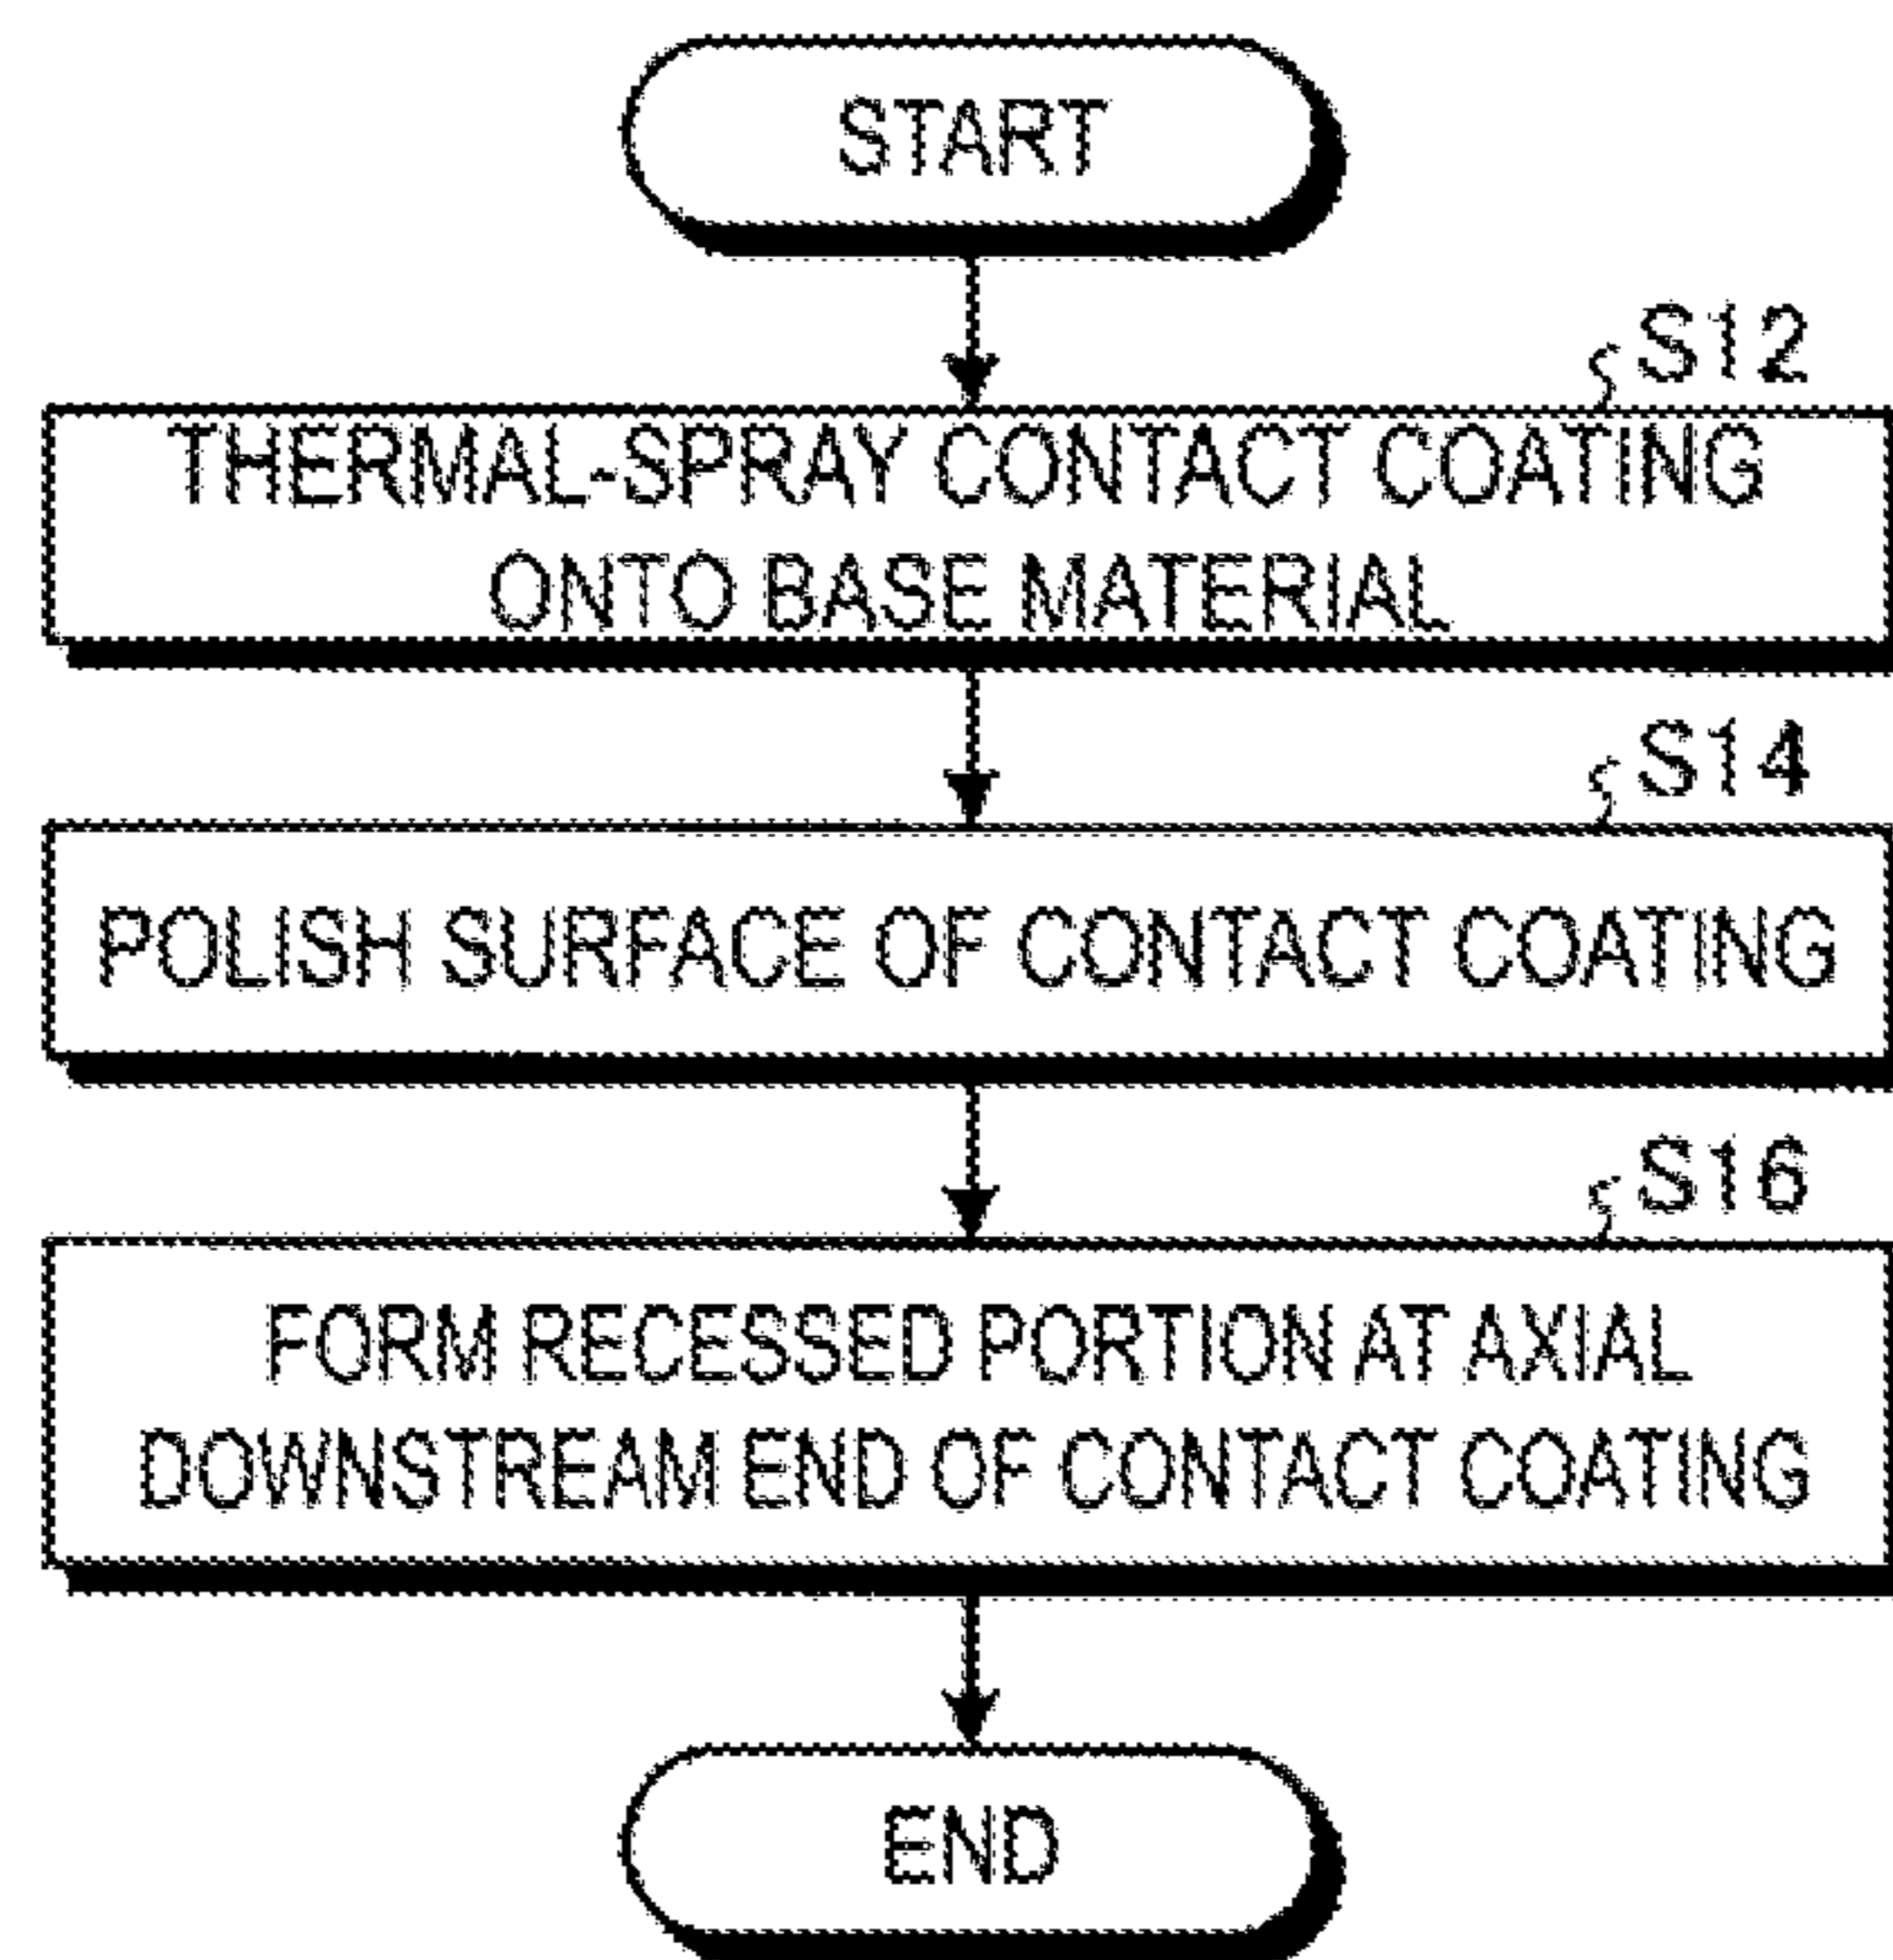 START
S12
THERMAL-SPRAY CONTACT COATING
ONTO BASE MATERIAL
S14
POLISH SURFACE OF CONTACT COATING
S16
FORM RECESSED PORTION AT AXIAL
DOWNSTREAM END OF CONTACT COATING
END